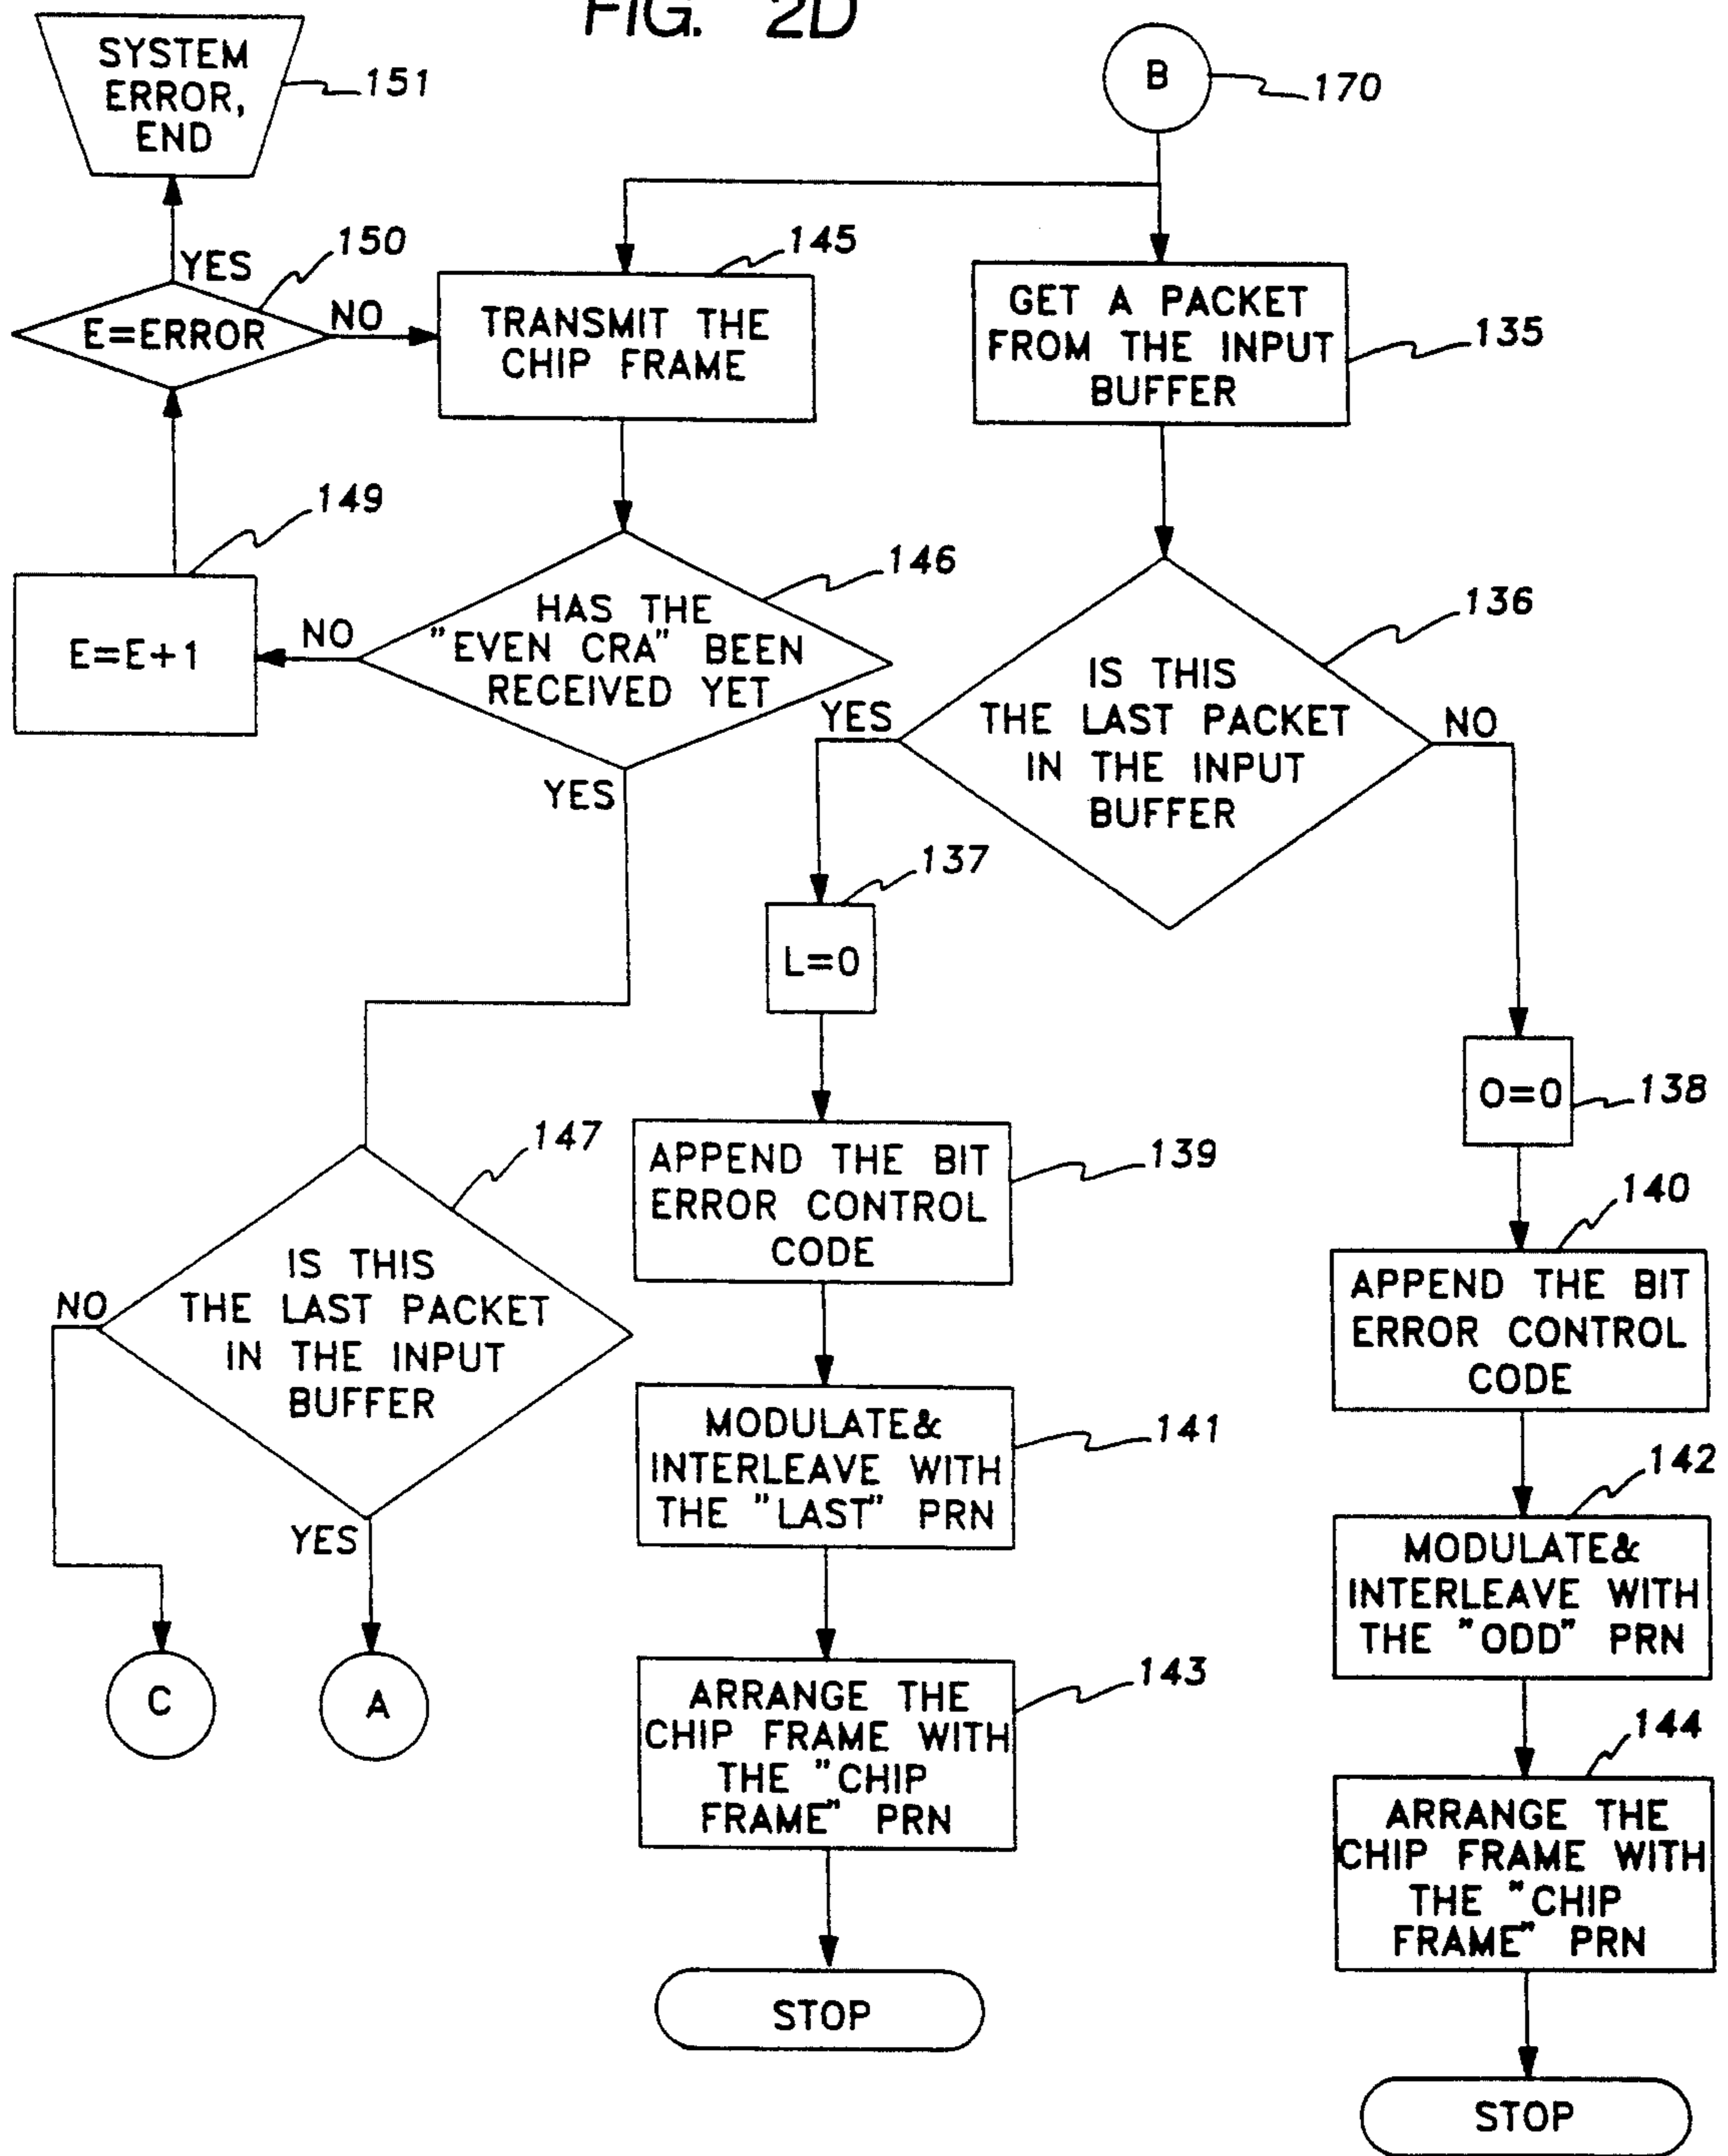 FIG. 2D
SYSTEM
ERROR,
END
151
B
170
YES
150
E=ERROR
NO
145
TRANSMIT THE
CHIP FRAME
GET A PACKET
FROM THE INPUT
BUFFER
135
149
E=E+1
NO
146
HAS THE
"EVEN CRA" BEEN
RECEIVED YET
YES
136
IS THIS
THE LAST PACKET
IN THE INPUT
BUFFER
YES
NO
137
L=0
O=0
138
147
IS THIS
THE LAST PACKET
IN THE INPUT
BUFFER
NO
YES
C
A
139
APPEND THE BIT
ERROR CONTROL
CODE
140
APPEND THE BIT
ERROR CONTROL
CODE
141
MODULATE&
INTERLEAVE WITH
THE "LAST" PRN
142
MODULATE&
INTERLEAVE WITH
THE "ODD" PRN
143
ARRANGE THE
CHIP FRAME WITH
THE "CHIP
FRAME" PRN
144
ARRANGE THE
CHIP FRAME WITH
THE "CHIP
FRAME" PRN
STOP
STOP